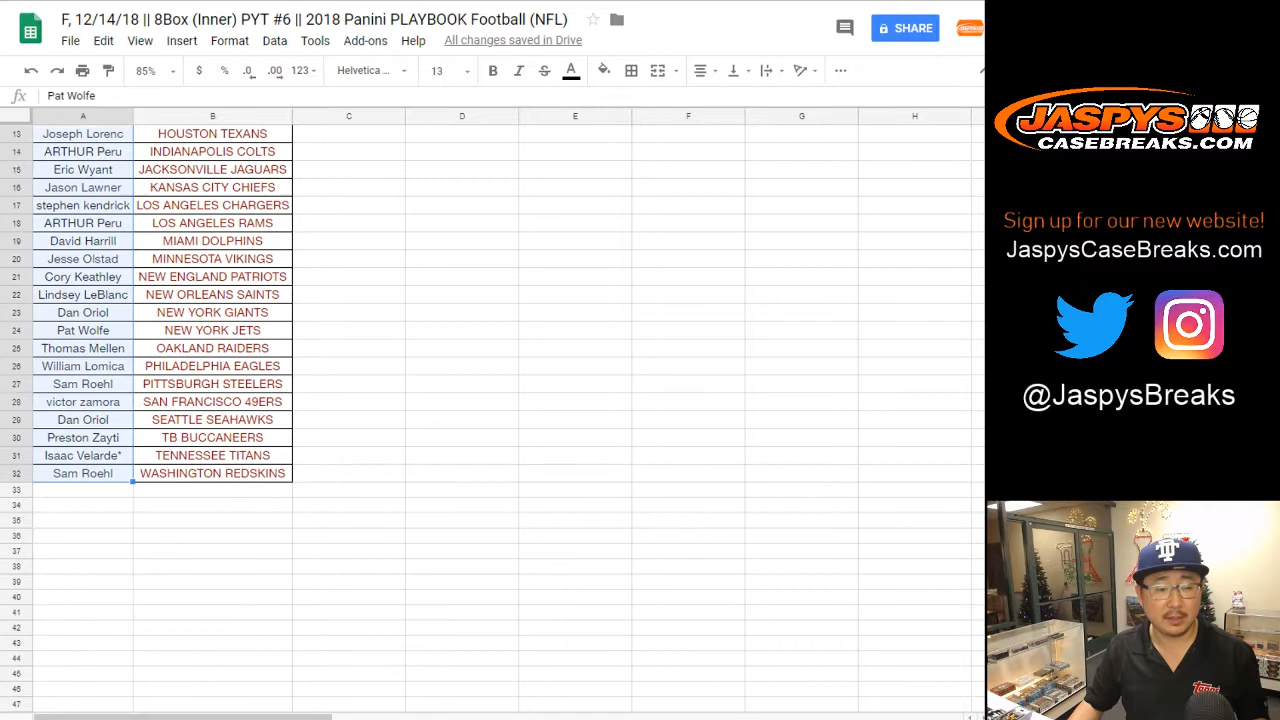 F, 12/14/18 || 8Box (Inner) PYT #6 || 2018 Panini PLAYBOOK Football (NFL)
File Edit View Insert Format Data Tools Add-ons Help All changes saved in Drive
SHARE
85% $ % .0 .00 123 Helvetica ... 13 B I S A
fx Pat Wolfe
A B D E F G H
13 Joseph Lorenc HOUSTON TEXANS
14 ARTHUR Peru INDIANAPOLIS COLTS
15 Eric Wyant JACKSONVILLE JAGUARS
16 Jason Lawner KANSAS CITY CHIEFS
17 stephen kendrick LOS ANGELES CHARGERS
18 ARTHUR Peru LOS ANGELES RAMS
19 David Harrill MIAMI DOLPHINS
20 Jesse Olstad MINNESOTA VIKINGS
21 Cory Keathley NEW ENGLAND PATRIOTS
22 Lindsey LeBlanc NEW ORLEANS SAINTS
23 Dan Oriol NEW YORK GIANTS
24 Pat Wolfe NEW YORK JETS
25 Thomas Mellen OAKLAND RAIDERS
26 William Lomica PHILADELPHIA EAGLES
27 Sam Roehl PITTSBURGH STEELERS
28 victor zamora SAN FRANCISCO 49ERS
29 Dan Oriol SEATTLE SEAHAWKS
30 Preston Zayti TB BUCCANEERS
31 Isaac Velarde* TENNESSEE TITANS
32 Sam Roehl WASHINGTON REDSKINS
33
34
35
36
37
38
39
40
41
42
43
44
45
46
47
JASPYS
CASEBREAKS.COM
Sign up for our new website!
JaspysCaseBreaks.com
@JaspysBreaks
Topps